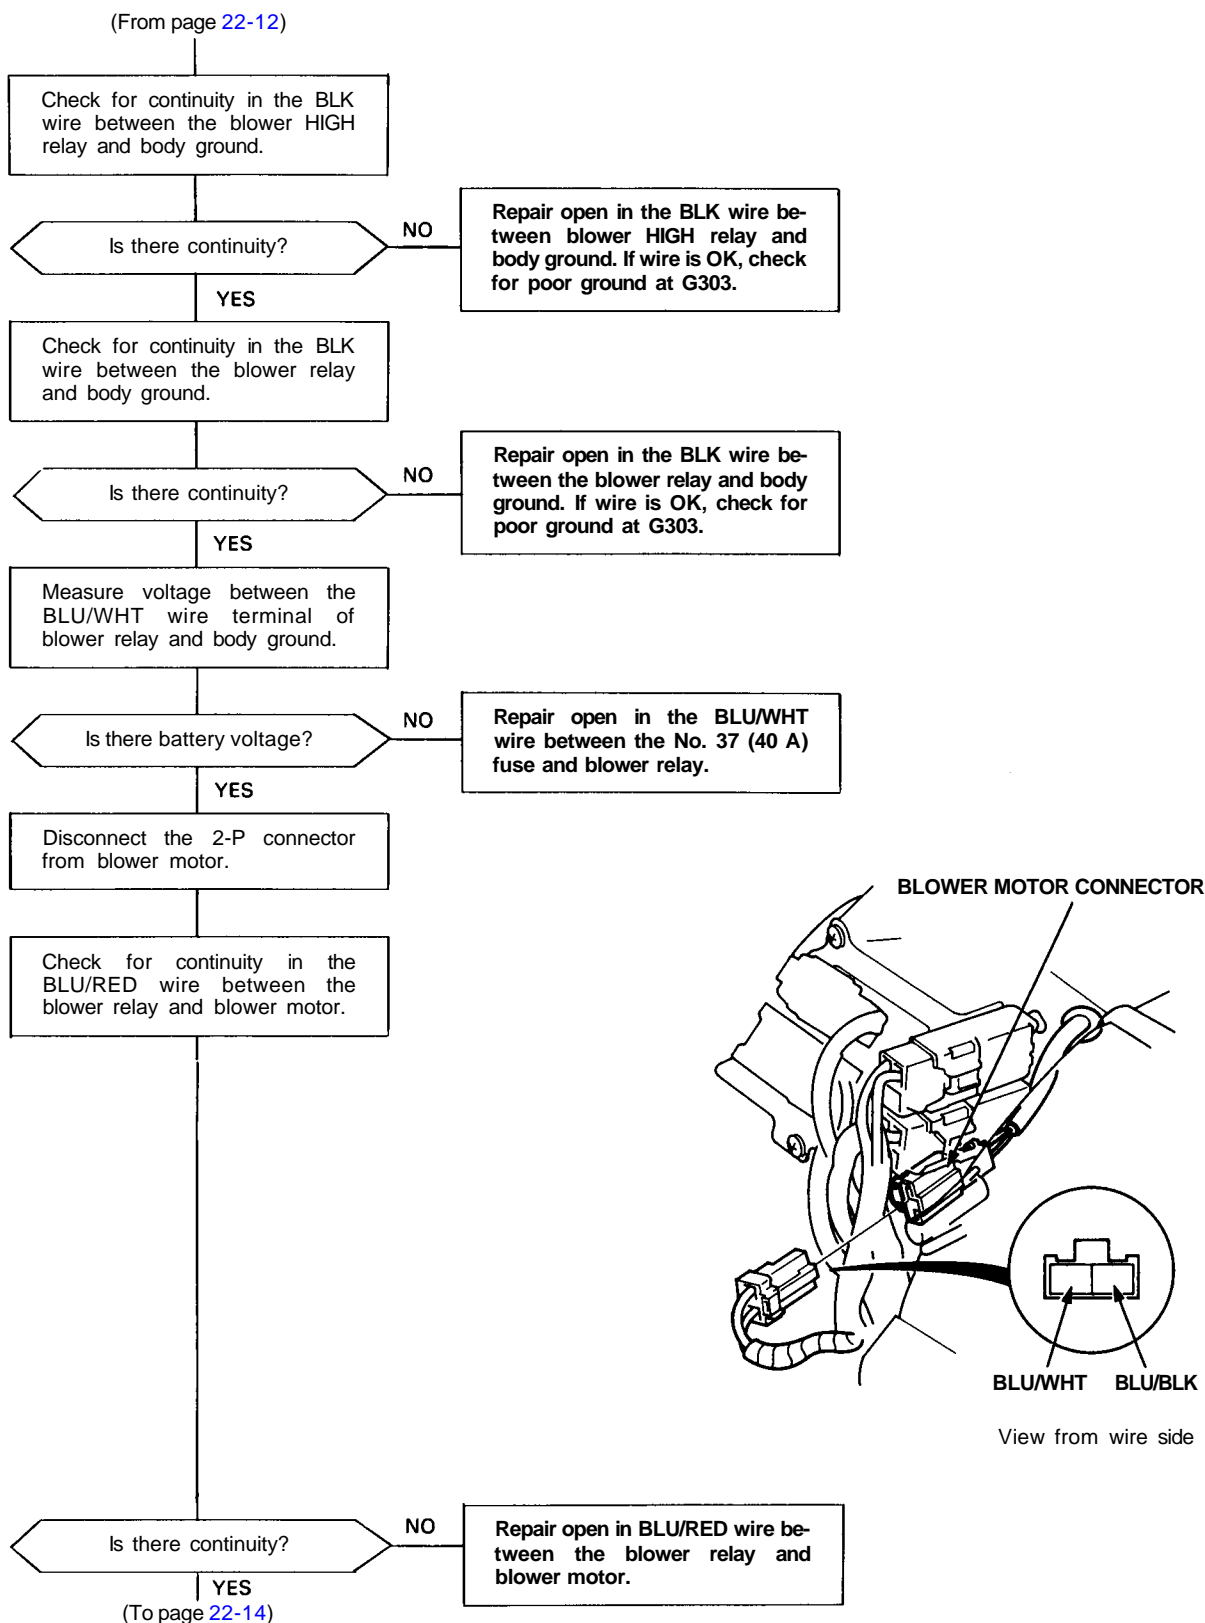 (From page 22-12)
Check for continuity in the BLK
wire between the blower HIGH
relay and body ground.
Is there continuity?
NO
Repair open in the BLK wire be-
tween blower HIGH relay and
body ground. If wire is OK, check
for poor ground at G303.
YES
Check for continuity in the BLK
wire between the blower relay
and body ground.
Is there continuity?
NO
Repair open in the BLK wire be-
tween the blower relay and body
ground. If wire is OK, check for
poor ground at G303.
YES
Measure voltage between the
BLU/WHT wire terminal of
blower relay and body ground.
Is there battery voltage?
NO
Repair open in the BLU/WHT
wire between the No. 37 (40 A)
fuse and blower relay.
YES
Disconnect the 2-P connector
from blower motor.
Check for continuity in the
BLU/RED wire between the
blower relay and blower motor.
BLOWER MOTOR CONNECTOR
BLU/WHT BLU/BLK
View from wire side
Is there continuity?
NO
Repair open in BLU/RED wire be-
tween the blower relay and
blower motor.
YES
(To page 22-14)